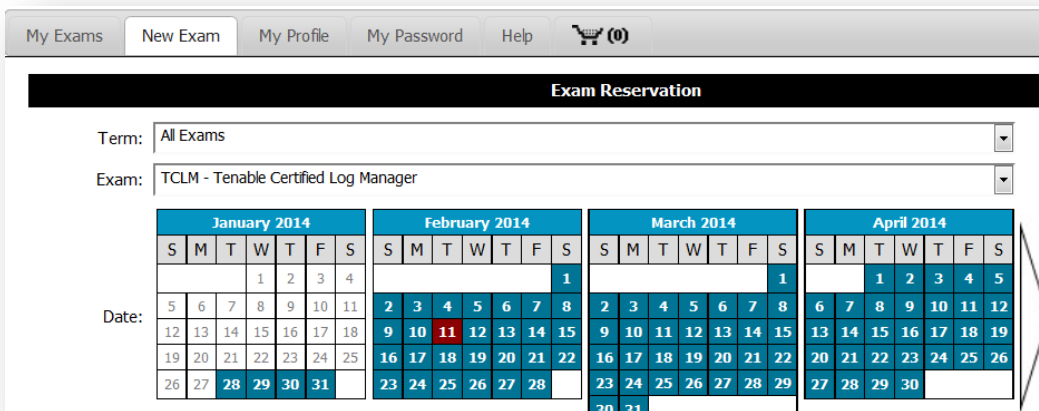 My Exams New Exam My Profile My Password Help (0)
Exam Reservation
Term: All Exams
Exam: TCLM - Tenable Certified Log Manager
Date:
January 2014
S M T W T F S
1 2 3 4
5 6 7 8 9 10 11
12 13 14 15 16 17 18
19 20 21 22 23 24 25
26 27 28 29 30 31
February 2014
S M T W T F S
1
2 3 4 5 6 7 8
9 10 11 12 13 14 15
16 17 18 19 20 21 22
23 24 25 26 27 28
March 2014
S M T W T F S
1
2 3 4 5 6 7 8
9 10 11 12 13 14 15
16 17 18 19 20 21 22
23 24 25 26 27 28 29
30 31
April 2014
S M T W T F S
1 2 3 4 5
6 7 8 9 10 11 12
13 14 15 16 17 18 19
20 21 22 23 24 25 26
27 28 29 30